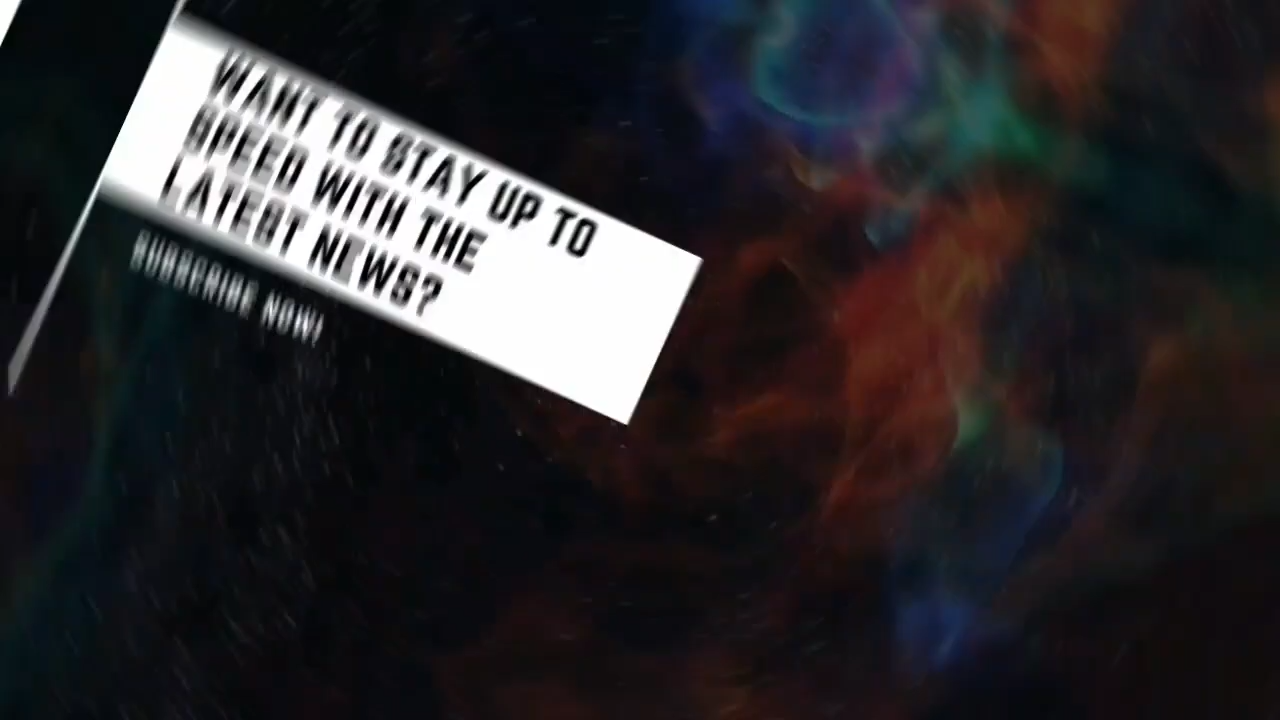 WANT TO STAY UP TO
SPEED WITH THE
LATEST NEWS?
SUBSCRIBE NOW!